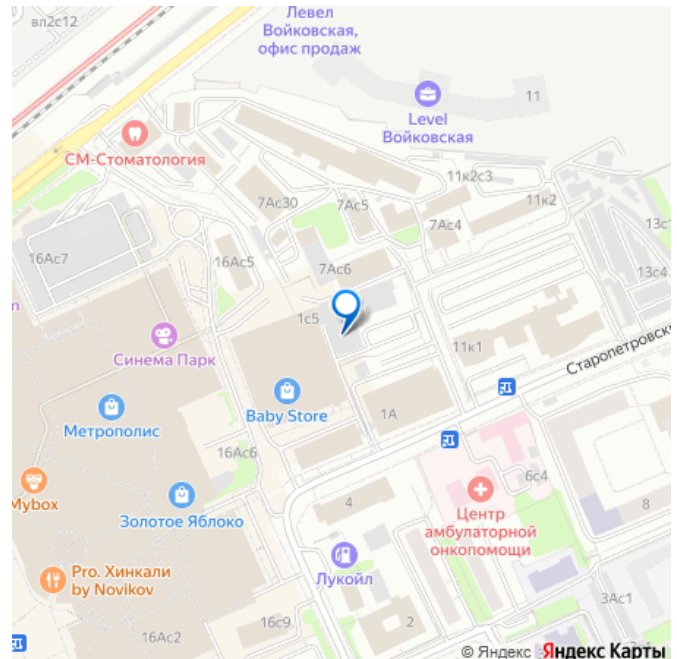 вл2с12
Левел
Войковская,
офис продаж
11
Level
Войковская
СМ-Стоматология
11к2с3
11к2
7Ас30
7Ас5
7Ас4
13с1
16Ас7
16Ас5
7Ас6
13с4
m
1с5
Синема Парк
11к1
Старопетровски
Метрополис
Baby Store
1А
16Ас6
Mybox
Золотое Яблоко
4
6с4
8
Центр
амбулаторной
онкопомощи
Pro. Хинкали
by Novikov
Лукойл
3Ас1
16с9
2
16Ас2
© Яндекс Яндекс Карты